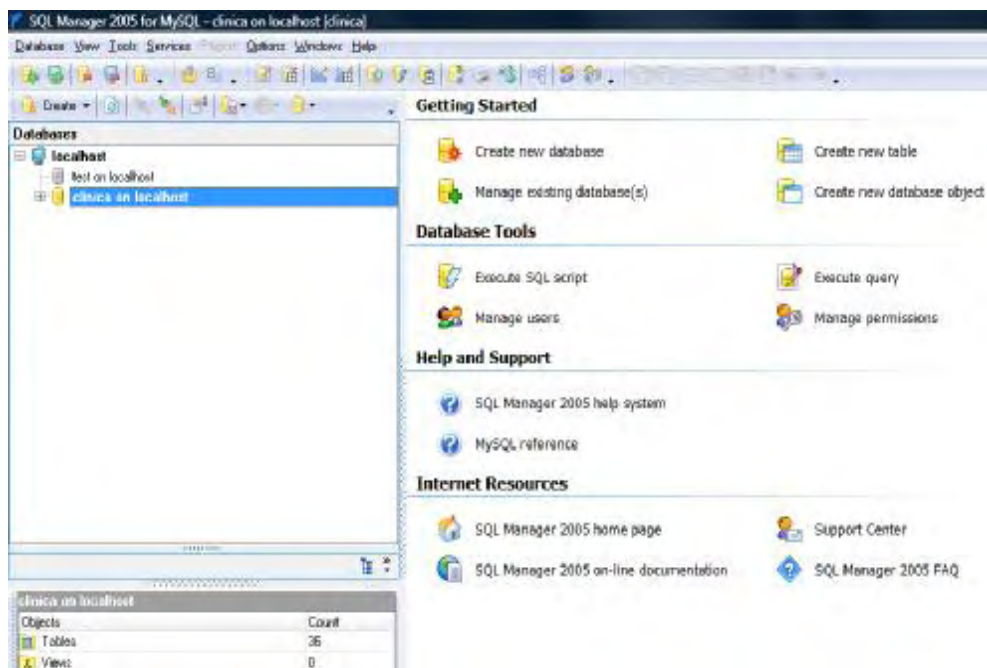 SQL Manager 2005 for MySQL - clinica on localhost [clinica]
Database View Tools Services Options Windows Help
Create
Databases
localhost
test on localhost
clinica on localhost
Getting Started
Create new database
Create new table
Manage existing database(s)
Create new database object
Database Tools
Execute SQL script
Execute query
Manage users
Manage permissions
Help and Support
SQL Manager 2005 help system
MySQL reference
Internet Resources
SQL Manager 2005 home page
Support Center
SQL Manager 2005 on-line documentation
SQL Manager 2005 FAQ
clinica on localhost
Objects Count
Tables 36
Views 0